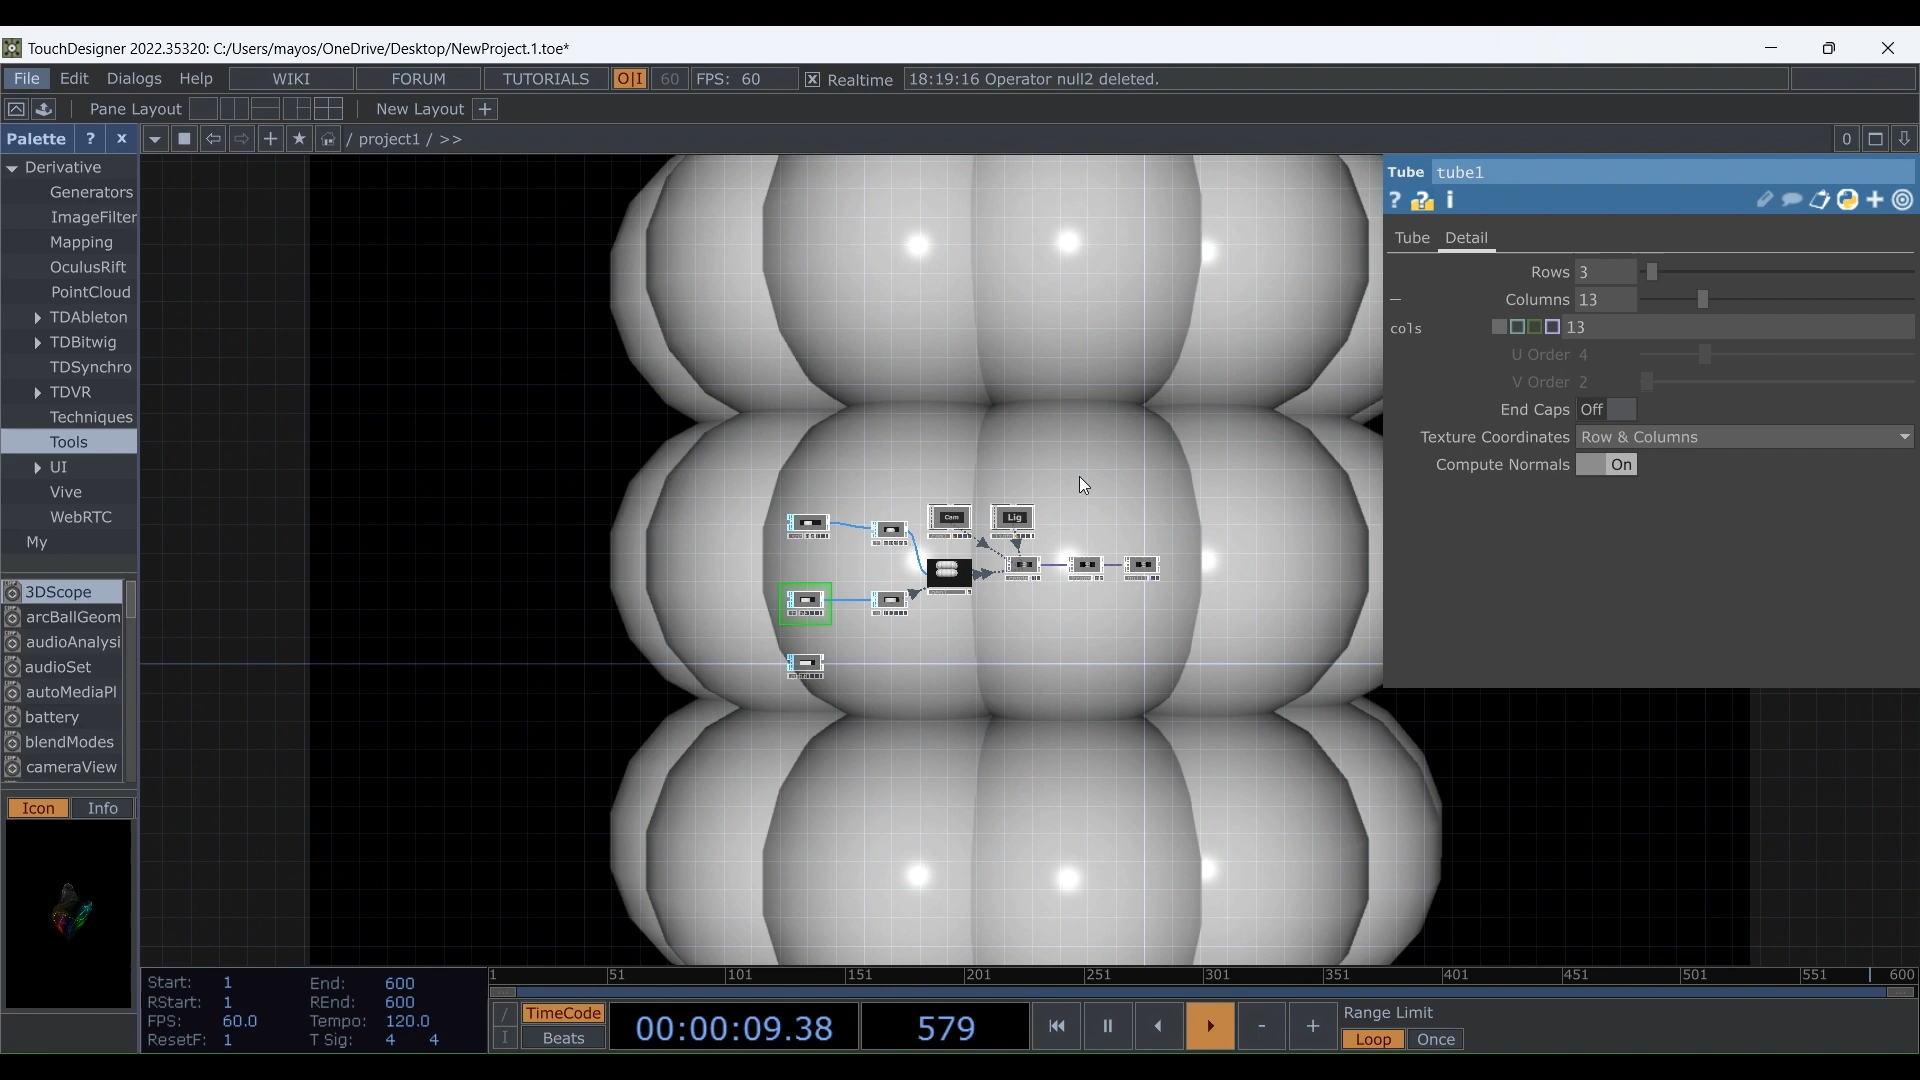 TouchDesigner 2022.35320: C:/Users/mayos/OneDrive/Desktop/NewProject.1.toe*
File Edit Dialogs Help WIKI FORUM TUTORIALS O|I 60 FPS: 60 Realtime 18:19:16 Operator null2 deleted.
Pane Layout New Layout +
Palette ? x / project1 / >> 0
Derivative
Generators
ImageFilter
Mapping
OculusRift
PointCloud
TDAbleton
TDBitwig
TDSynchro
TDVR
Techniques
Tools
UI
Vive
WebRTC
My
3DScope
arcBallGeom
audioAnalysi
audioSet
autoMediaPl
battery
blendModes
cameraView
Icon Info
Cam Lig
Tube tube1
? ? i
Tube Detail
Rows 3
Columns 13
cols 13
U Order 4
V Order 2
End Caps Off
Texture Coordinates Row & Columns
Compute Normals On
Start: 1 End: 600
RStart: 1 REnd: 600
FPS: 60.0 Tempo: 120.0
ResetF: 1 T Sig: 4 4
1 51 101 151 201 251 301 351 401 451 501 551 600
/ TimeCode 00:00:09.38 579 - + Range Limit
I Beats Loop Once